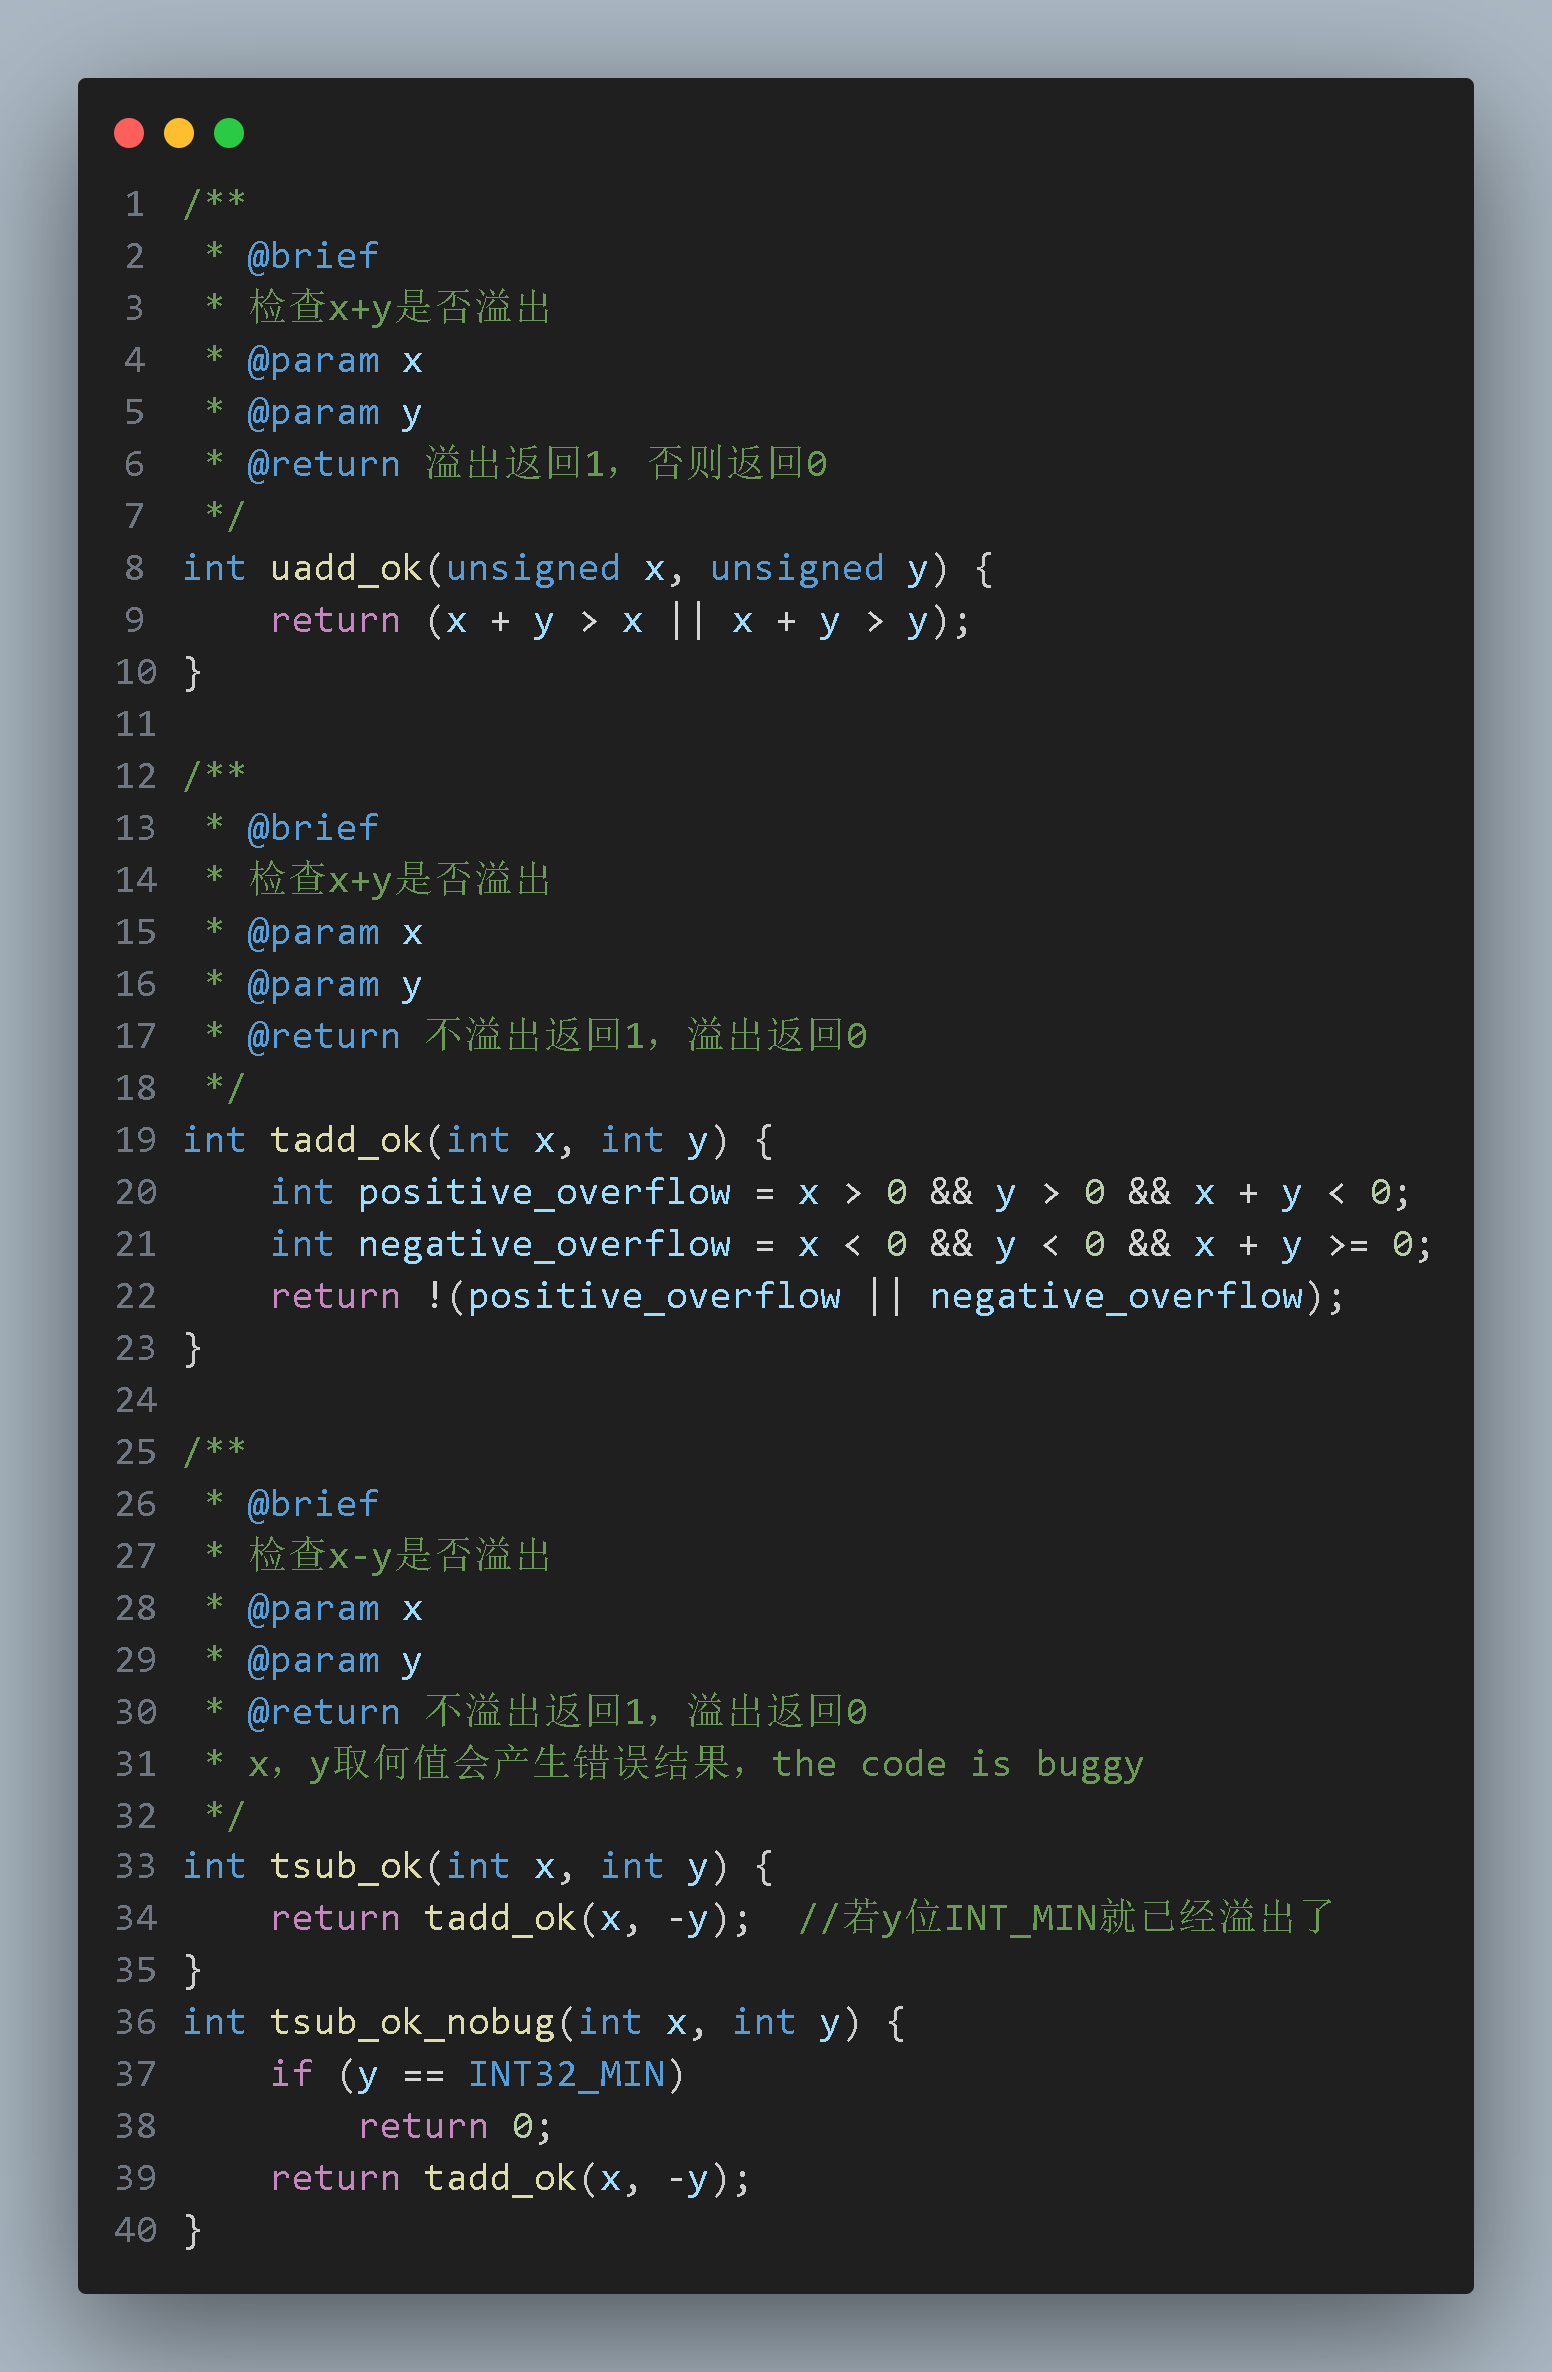 1 /**
2  * @brief
3  * 检查x+y是否溢出
4  * @param x
5  * @param y
6  * @return 溢出返回1，否则返回0
7  */
8 int uadd_ok(unsigned x, unsigned y) {
9     return (x + y > x || x + y > y);
10 }
11
12 /**
13  * @brief
14  * 检查x+y是否溢出
15  * @param x
16  * @param y
17  * @return 不溢出返回1，溢出返回0
18  */
19 int tadd_ok(int x, int y) {
20     int positive_overflow = x > 0 && y > 0 && x + y < 0;
21     int negative_overflow = x < 0 && y < 0 && x + y >= 0;
22     return !(positive_overflow || negative_overflow);
23 }
24
25 /**
26  * @brief
27  * 检查x-y是否溢出
28  * @param x
29  * @param y
30  * @return 不溢出返回1，溢出返回0
31  * x，y取何值会产生错误结果，the code is buggy
32  */
33 int tsub_ok(int x, int y) {
34     return tadd_ok(x, -y);  //若y位INT_MIN就已经溢出了
35 }
36 int tsub_ok_nobug(int x, int y) {
37     if (y == INT32_MIN)
38         return 0;
39     return tadd_ok(x, -y);
40 }